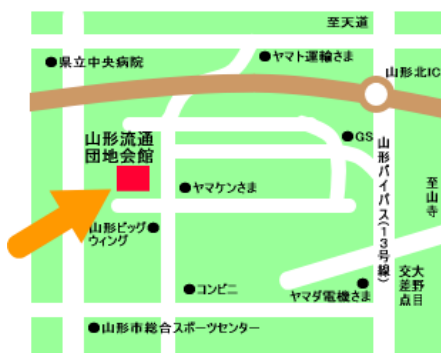 至天道
県立中央病院
ヤマト運輸さま
山形北IC
山形流通
団地会館
GS
山形バイパス(13号線)
至山寺
ヤマケンさま
山形ビッグ
ウィング
コンビニ
ヤマダ電機さま
大野目
交差点
山形市総合スポーツセンター